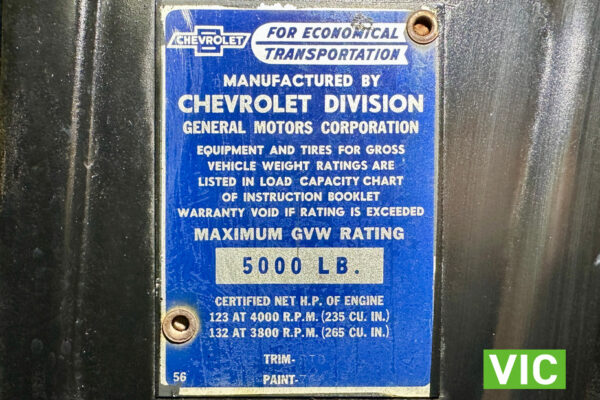 CHEVROLET
FOR ECONOMICAL
TRANSPORTATION
MANUFACTURED BY
CHEVROLET DIVISION
GENERAL MOTORS CORPORATION
EQUIPMENT AND TIRES FOR GROSS
VEHICLE WEIGHT RATINGS ARE
LISTED IN LOAD CAPACITY CHART
OF INSTRUCTION BOOKLET
WARRANTY VOID IF RATING IS EXCEEDED
MAXIMUM GVW RATING
5000 LB.
CERTIFIED NET H.P. OF ENGINE
123 AT 4000 R.P.M. (235 CU. IN.)
132 AT 3800 R.P.M. (265 CU. IN.)
TRIM-
56 PAINT-
VIC